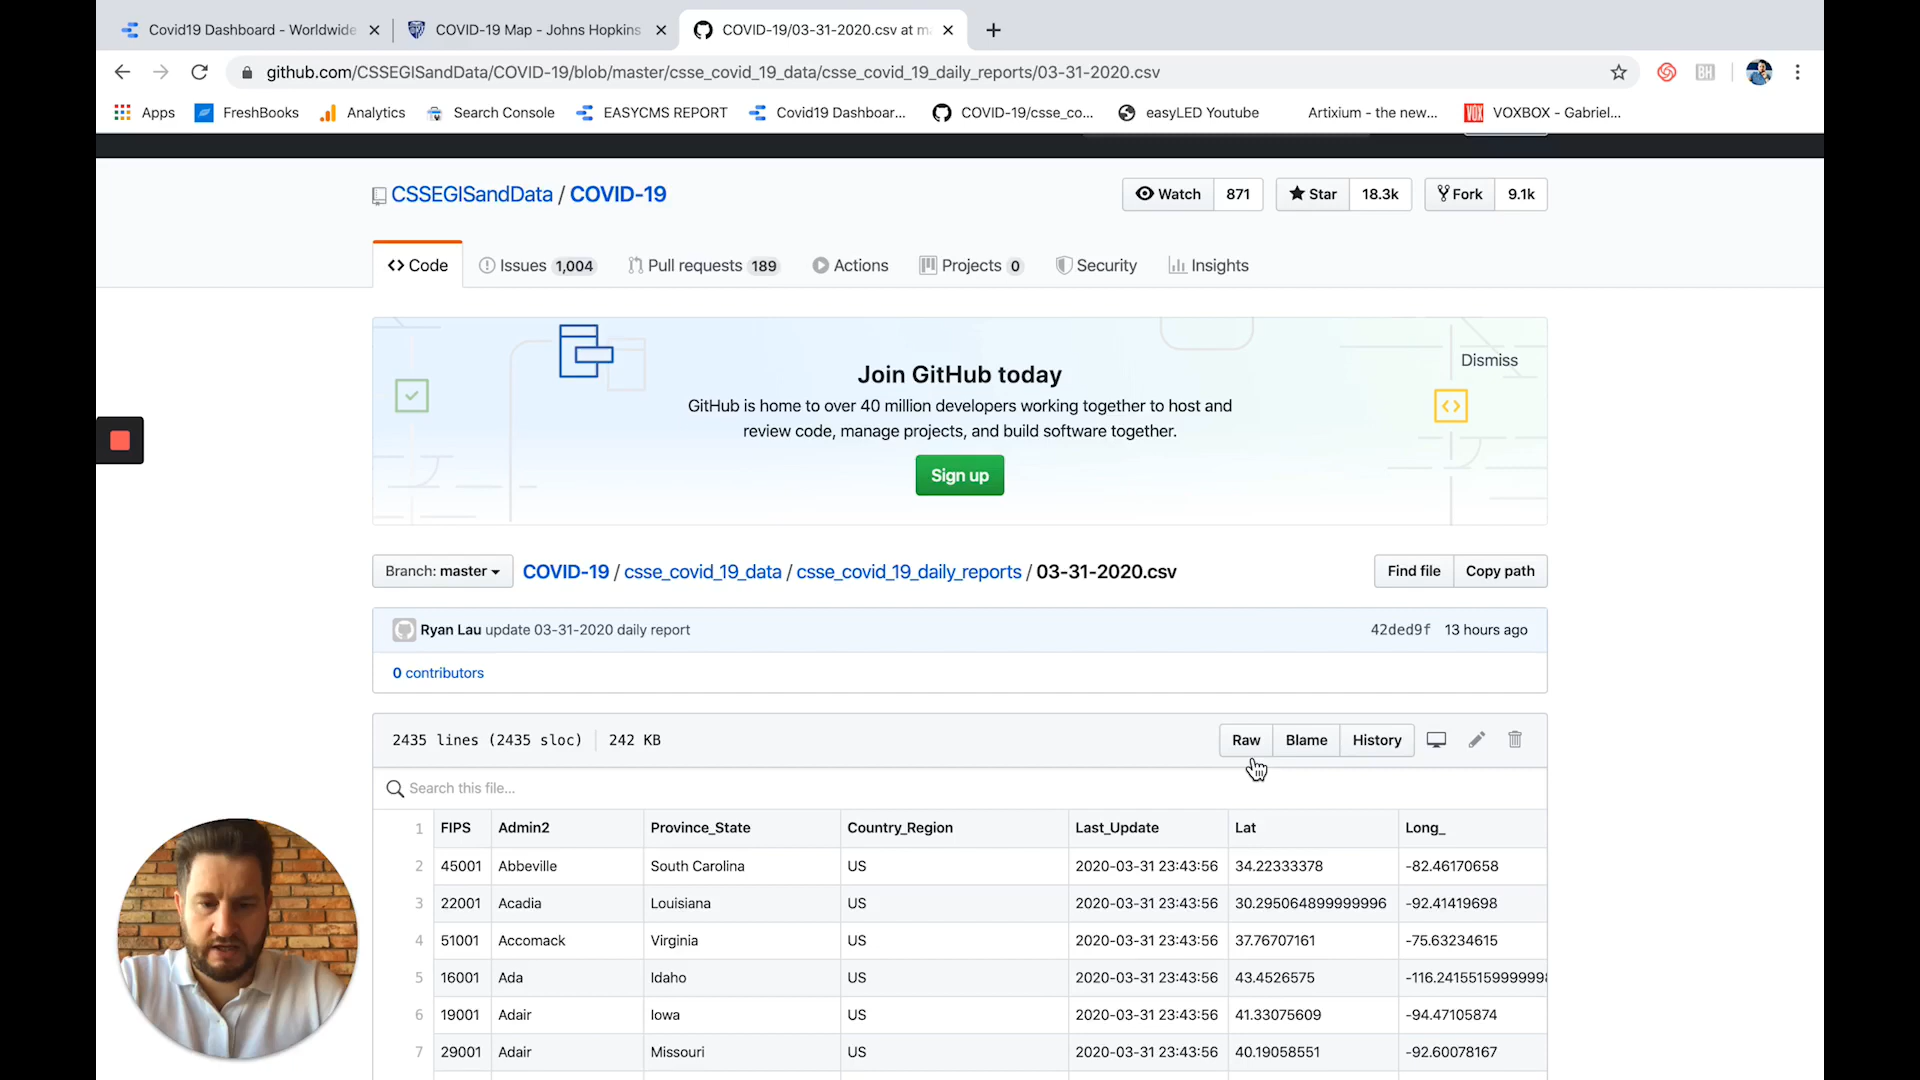 Covid19 Dashboard - Worldwide
COVID-19 Map - Johns Hopkins
COVID-19/03-31-2020.csv at ma
github.com/CSSEGISandData/COVID-19/blob/master/csse_covid_19_data/csse_covid_19_daily_reports/03-31-2020.csv
BH
Apps FreshBooks Analytics Search Console EASYCMS REPORT Covid19 Dashboar... COVID-19/csse_co... easyLED Youtube Artixium - the new... VOX VOXBOX - Gabriel...
CSSEGISandData / COVID-19
Watch 871 Star 18.3k Fork 9.1k
Code Issues 1,004 Pull requests 189 Actions Projects 0 Security Insights
Dismiss
Join GitHub today
GitHub is home to over 40 million developers working together to host and
review code, manage projects, and build software together.
Sign up
Branch: master COVID-19 / csse_covid_19_data / csse_covid_19_daily_reports / 03-31-2020.csv Find file Copy path
Ryan Lau update 03-31-2020 daily report 42ded9f 13 hours ago
0 contributors
2435 lines (2435 sloc) 242 KB Raw Blame History
Search this file...
1 FIPS Admin2 Province_State Country_Region Last_Update Lat Long_
2 45001 Abbeville South Carolina US 2020-03-31 23:43:56 34.22333378 -82.46170658
3 22001 Acadia Louisiana US 2020-03-31 23:43:56 30.295064899999996 -92.41419698
4 51001 Accomack Virginia US 2020-03-31 23:43:56 37.76707161 -75.63234615
5 16001 Ada Idaho US 2020-03-31 23:43:56 43.4526575 -116.24155159999998
6 19001 Adair Iowa US 2020-03-31 23:43:56 41.33075609 -94.47105874
7 29001 Adair Missouri US 2020-03-31 23:43:56 40.19058551 -92.60078167